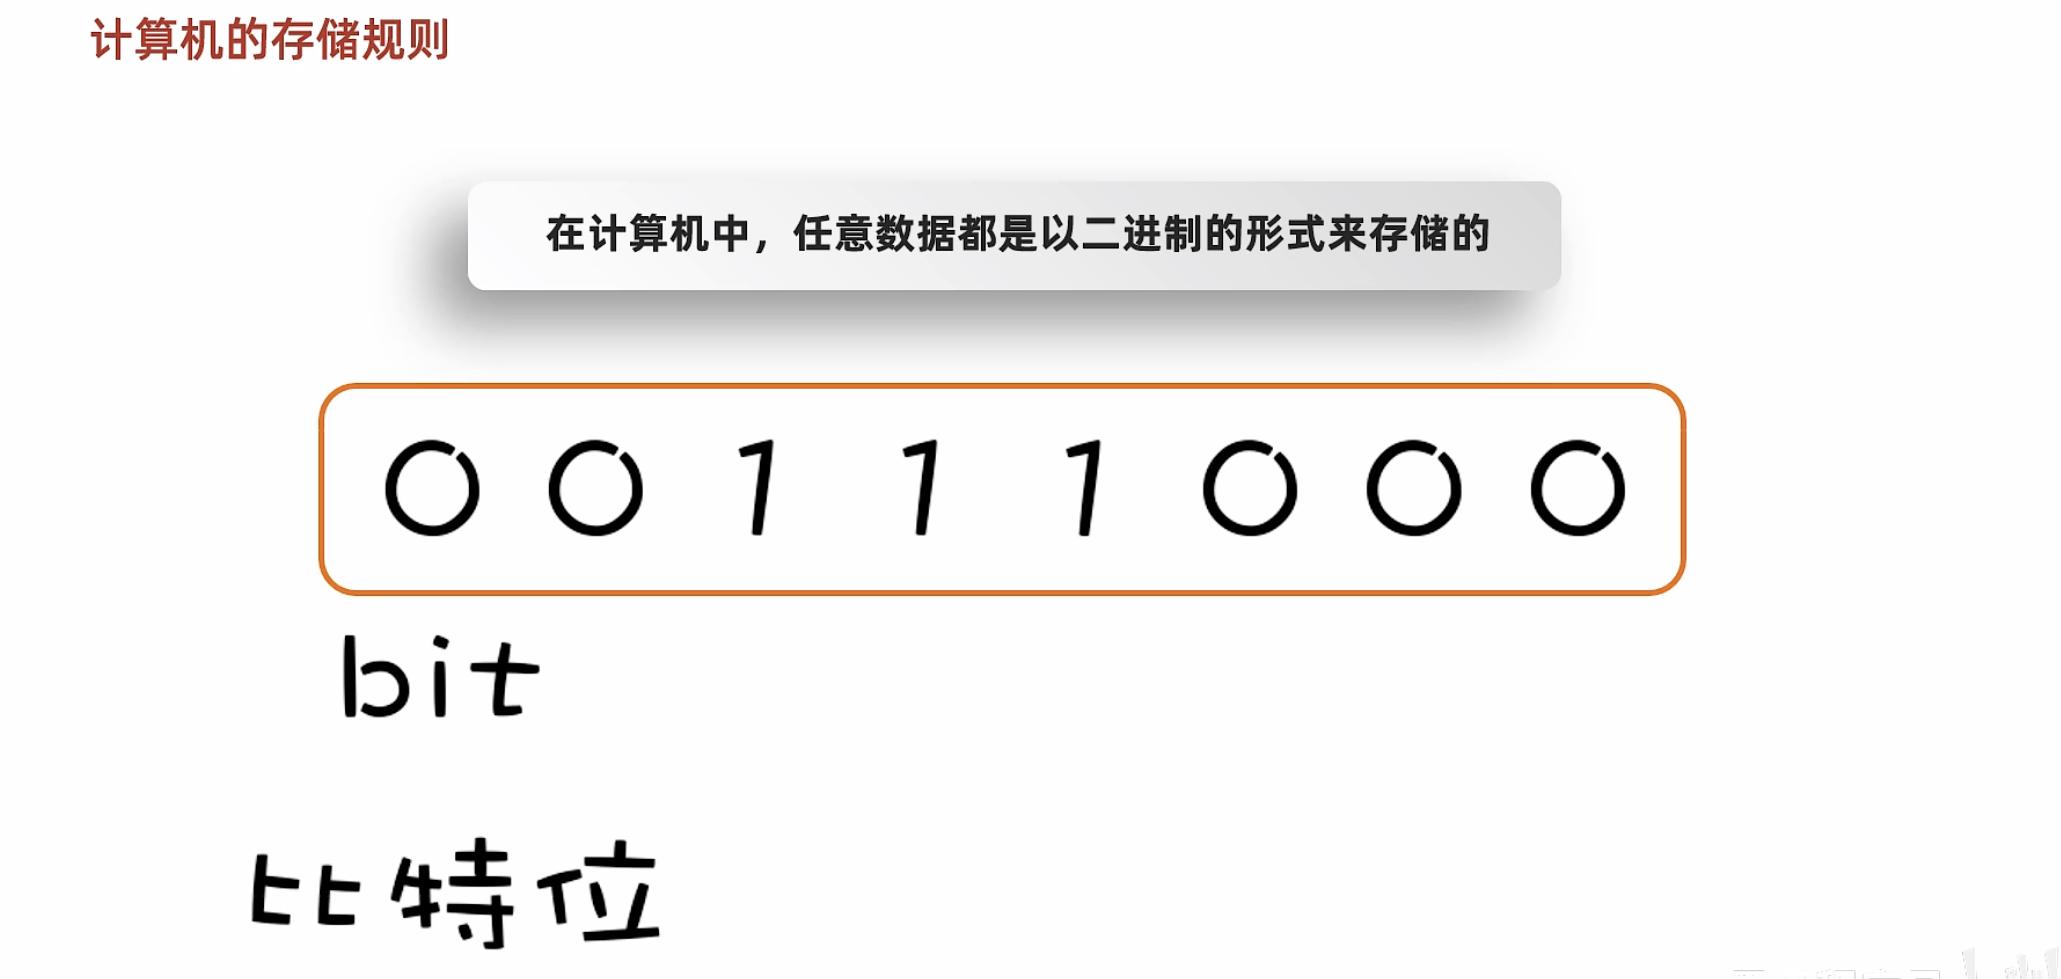 计算机的存储规则
在计算机中，任意数据都是以二进制的形式来存储的
0 0 1 1 1 0 0 0
bit
比特位